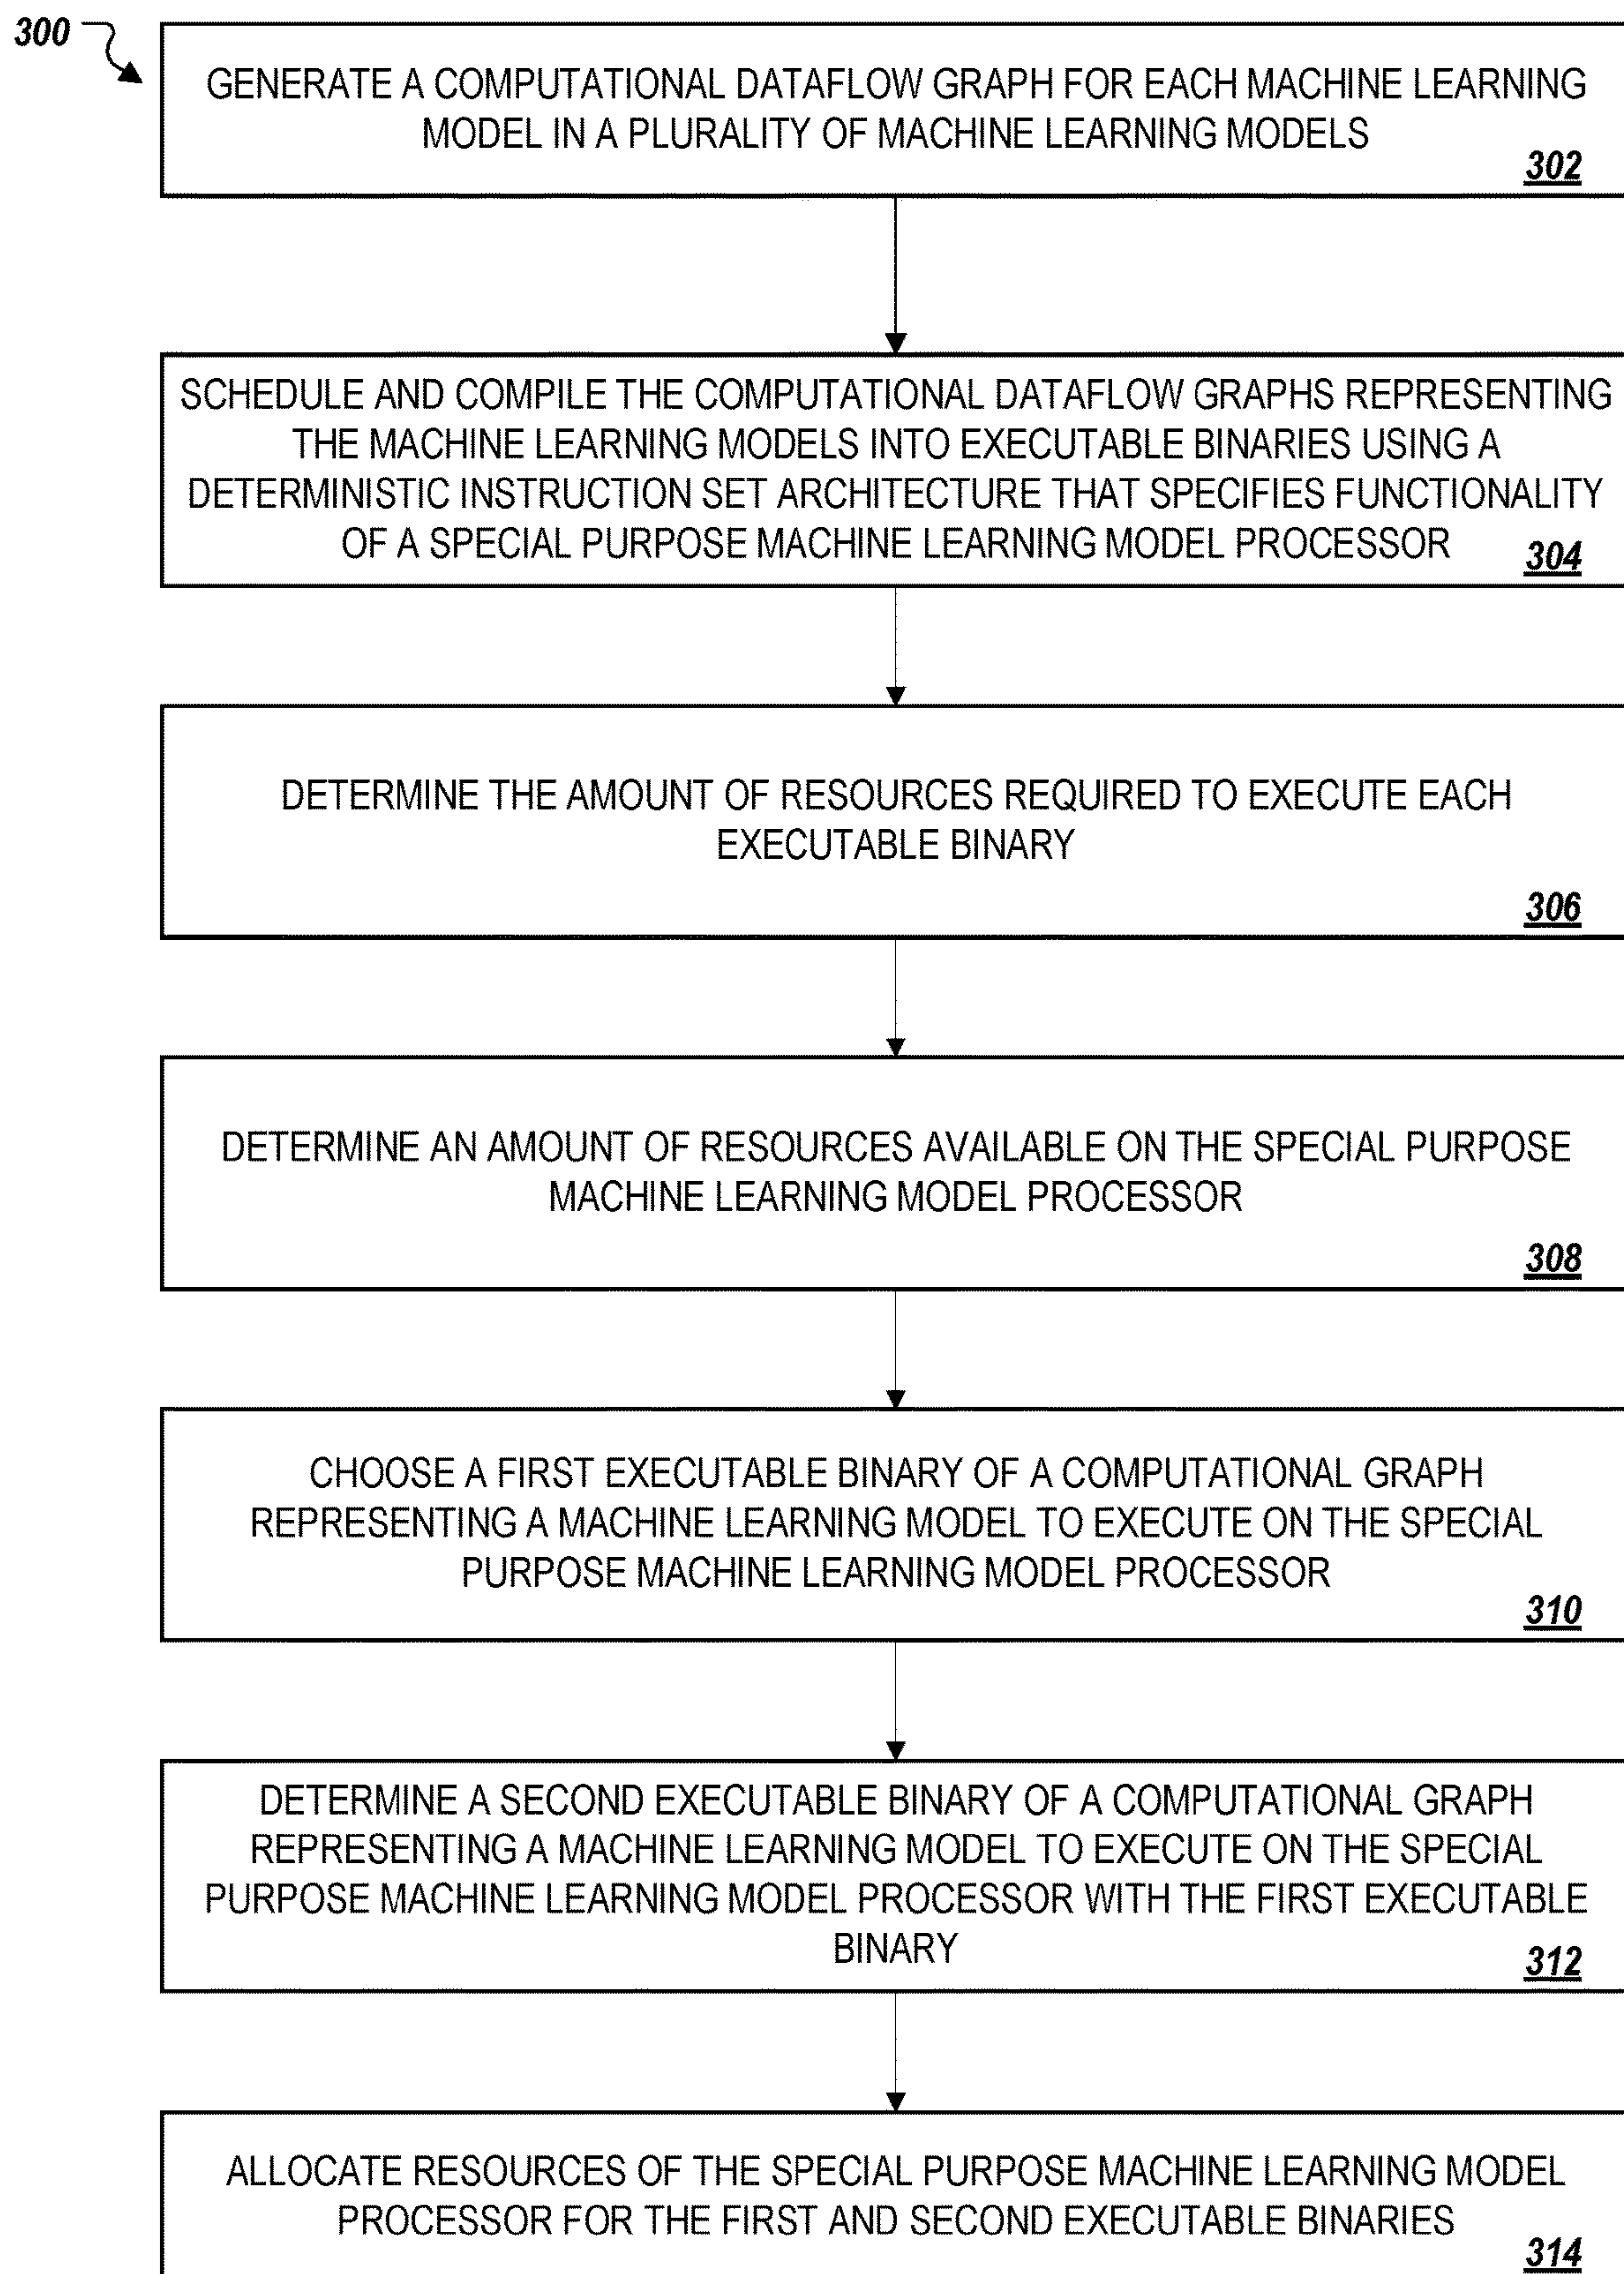 300
GENERATE A COMPUTATIONAL DATAFLOW GRAPH FOR EACH MACHINE LEARNING
MODEL IN A PLURALITY OF MACHINE LEARNING MODELS
302
SCHEDULE AND COMPILE THE COMPUTATIONAL DATAFLOW GRAPHS REPRESENTING
THE MACHINE LEARNING MODELS INTO EXECUTABLE BINARIES USING A
DETERMINISTIC INSTRUCTION SET ARCHITECTURE THAT SPECIFIES FUNCTIONALITY
OF A SPECIAL PURPOSE MACHINE LEARNING MODEL PROCESSOR
304
DETERMINE THE AMOUNT OF RESOURCES REQUIRED TO EXECUTE EACH
EXECUTABLE BINARY
306
DETERMINE AN AMOUNT OF RESOURCES AVAILABLE ON THE SPECIAL PURPOSE
MACHINE LEARNING MODEL PROCESSOR
308
CHOOSE A FIRST EXECUTABLE BINARY OF A COMPUTATIONAL GRAPH
REPRESENTING A MACHINE LEARNING MODEL TO EXECUTE ON THE SPECIAL
PURPOSE MACHINE LEARNING MODEL PROCESSOR
310
DETERMINE A SECOND EXECUTABLE BINARY OF A COMPUTATIONAL GRAPH
REPRESENTING A MACHINE LEARNING MODEL TO EXECUTE ON THE SPECIAL
PURPOSE MACHINE LEARNING MODEL PROCESSOR WITH THE FIRST EXECUTABLE
BINARY
312
ALLOCATE RESOURCES OF THE SPECIAL PURPOSE MACHINE LEARNING MODEL
PROCESSOR FOR THE FIRST AND SECOND EXECUTABLE BINARIES
314